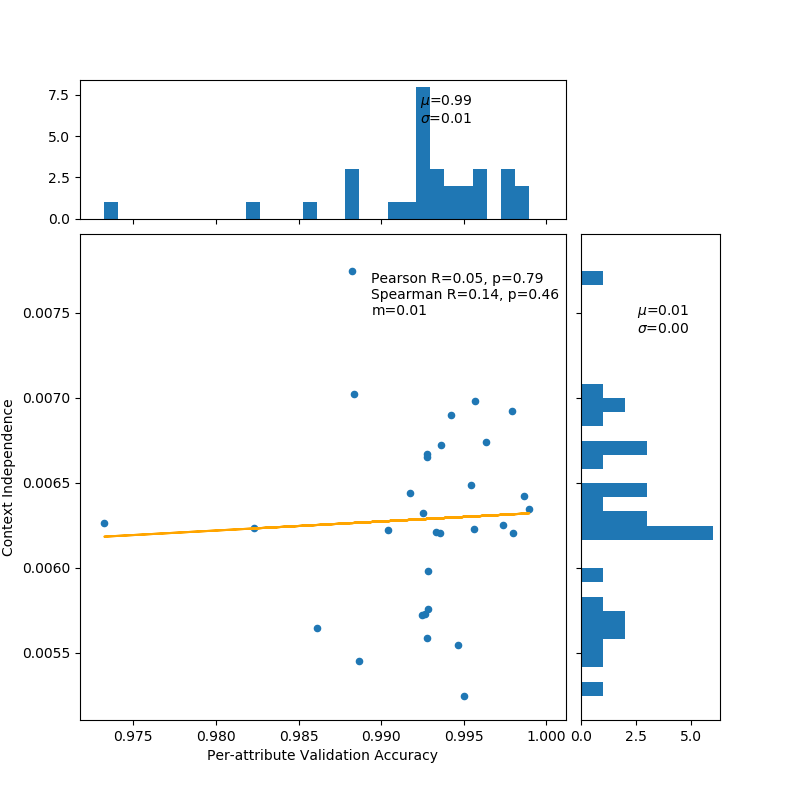 7.5
5.0
2.5
0.0
μ=0.99
σ=0.01
Pearson R=0.05, p=0.79
Spearman R=0.14, p=0.46
m=0.01
μ=0.01
σ=0.00
0.0075
0.0070
0.0065
0.0060
0.0055
Context Independence
0.975 0.980 0.985 0.990 0.995 1.000
0.0 2.5 5.0
Per-attribute Validation Accuracy